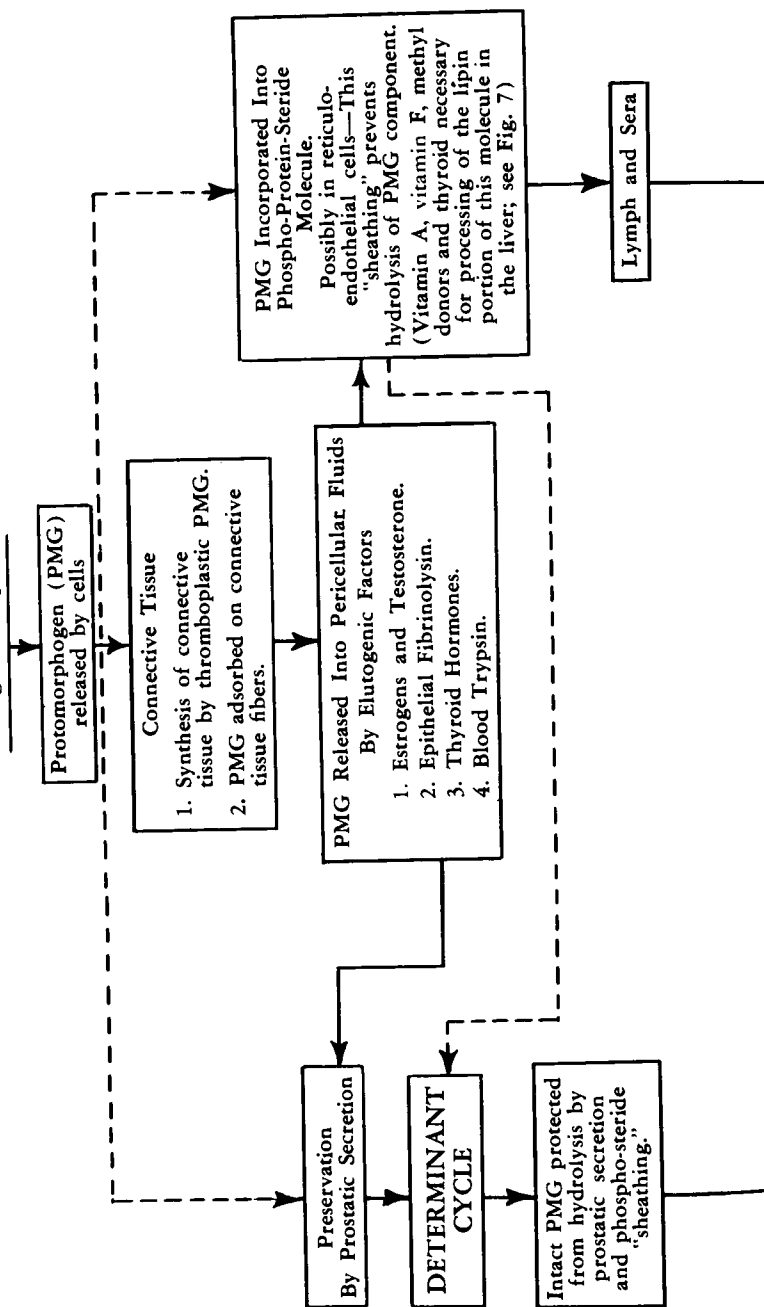 Protomorphogen (PMG)
released by cells
Connective Tissue
1. Synthesis of connective
tissue by thromboplastic PMG.
2. PMG adsorbed on connective
tissue fibers.
PMG Released Into Pericellular Fluids
By Elutogenic Factors
1. Estrogens and Testosterone.
2. Epithelial Fibrinolysin.
3. Thyroid Hormones.
4. Blood Trypsin.
PMG Incorporated Into
Phospho-Protein-Steride
Molecule.
Possibly in reticulo-
endothelial cells—This
"sheathing" prevents
hydrolysis of PMG component.
(Vitamin A, vitamin F, methyl
donors and thyroid necessary
for processing of the lipin
portion of this molecule in
the liver; see Fig. 7)
Lymph and Sera
Preservation
By Prostatic Secretion
DETERMINANT
CYCLE
Intact PMG protected
from hydrolysis by
prostatic secretion
and phospho-steride
"sheathing."